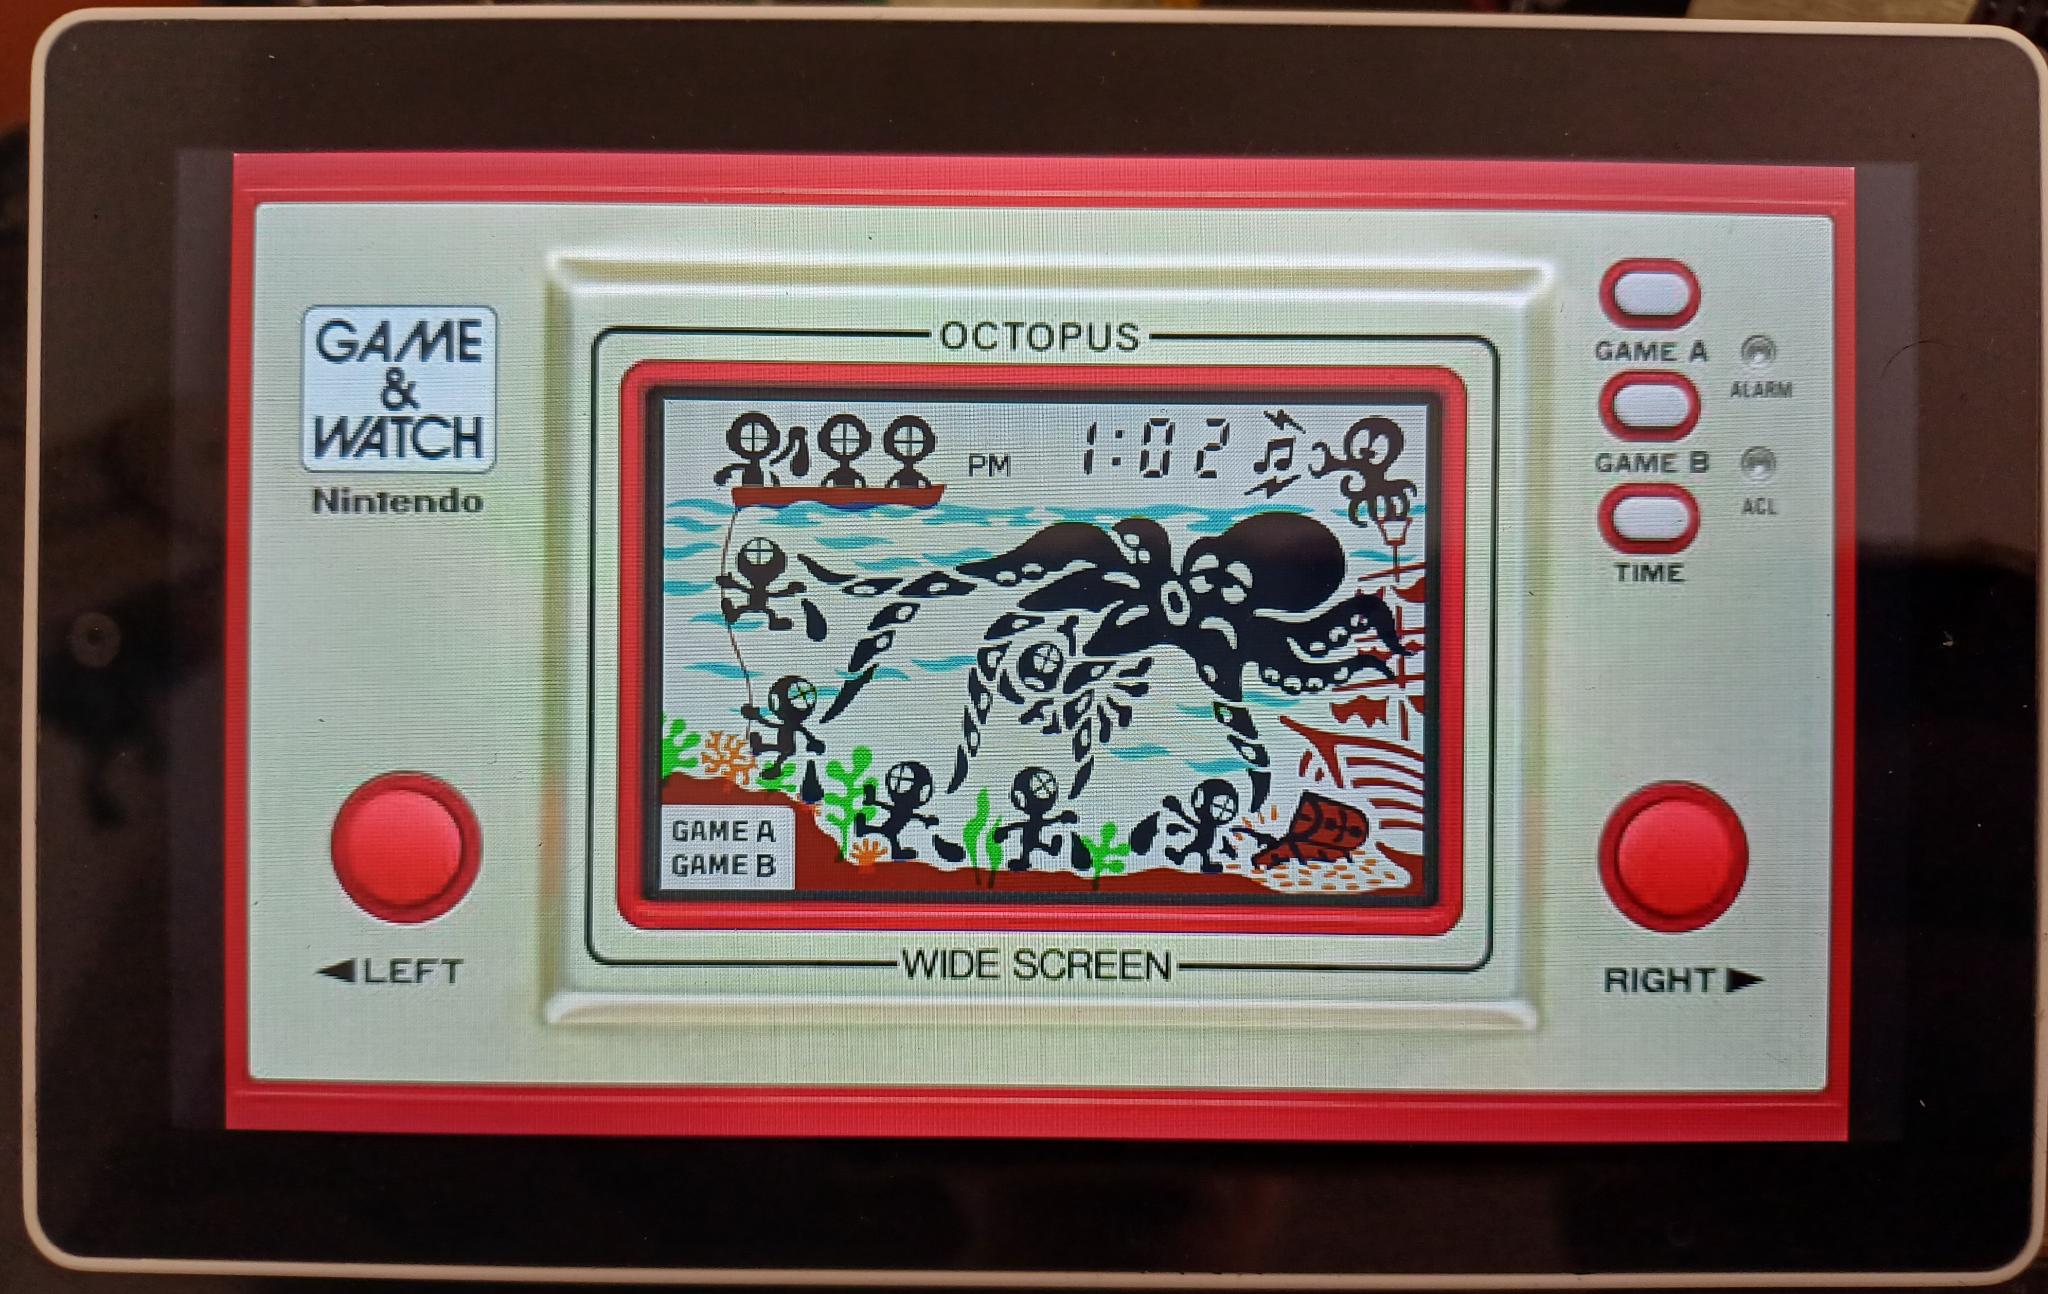 GAME
&
WATCH
Nintendo
OCTOPUS
PM 1:02
GAME A
GAME B
WIDE SCREEN
◀LEFT
GAME A
ALARM
GAME B
ACL
TIME
RIGHT▶